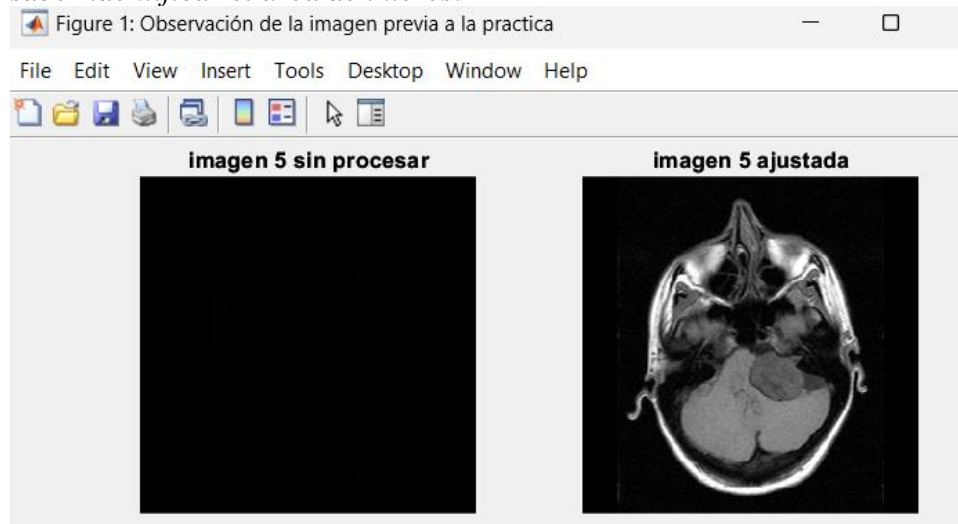 Figure 1: Observación de la imagen previa a la practica
File Edit View Insert Tools Desktop Window Help
imagen 5 sin procesar
imagen 5 ajustada